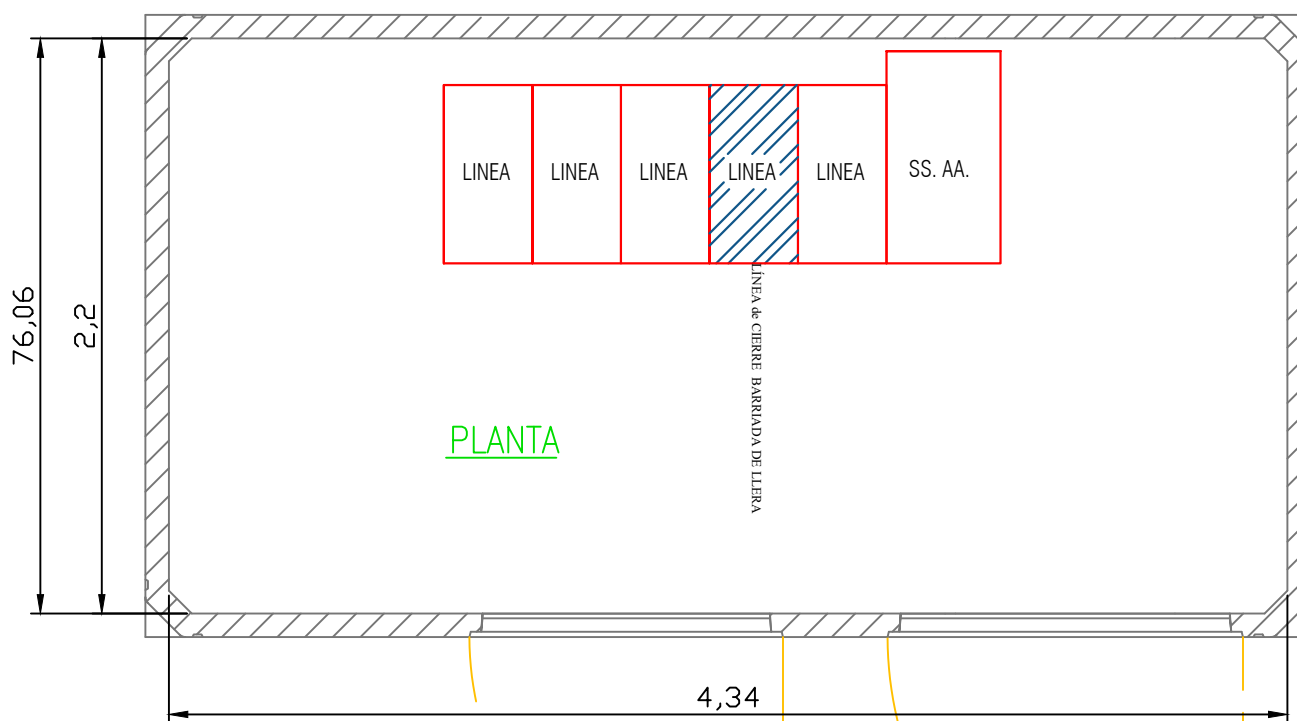 LINEA LINEA LINEA LINEA LINEA SS. AA.
LÍNEA de CIERRE BARRIADA DE LLERA
76,06
2,2
PLANTA
4,34